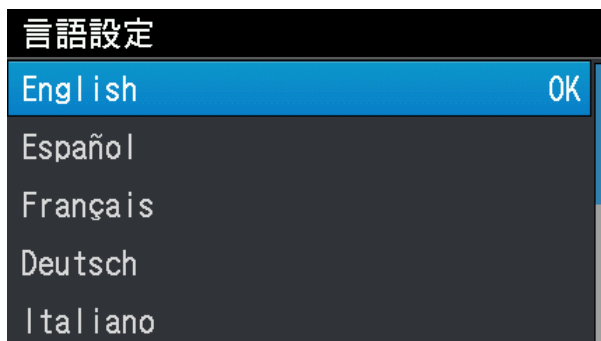 言語設定
English OK
Español
Français
Deutsch
Italiano